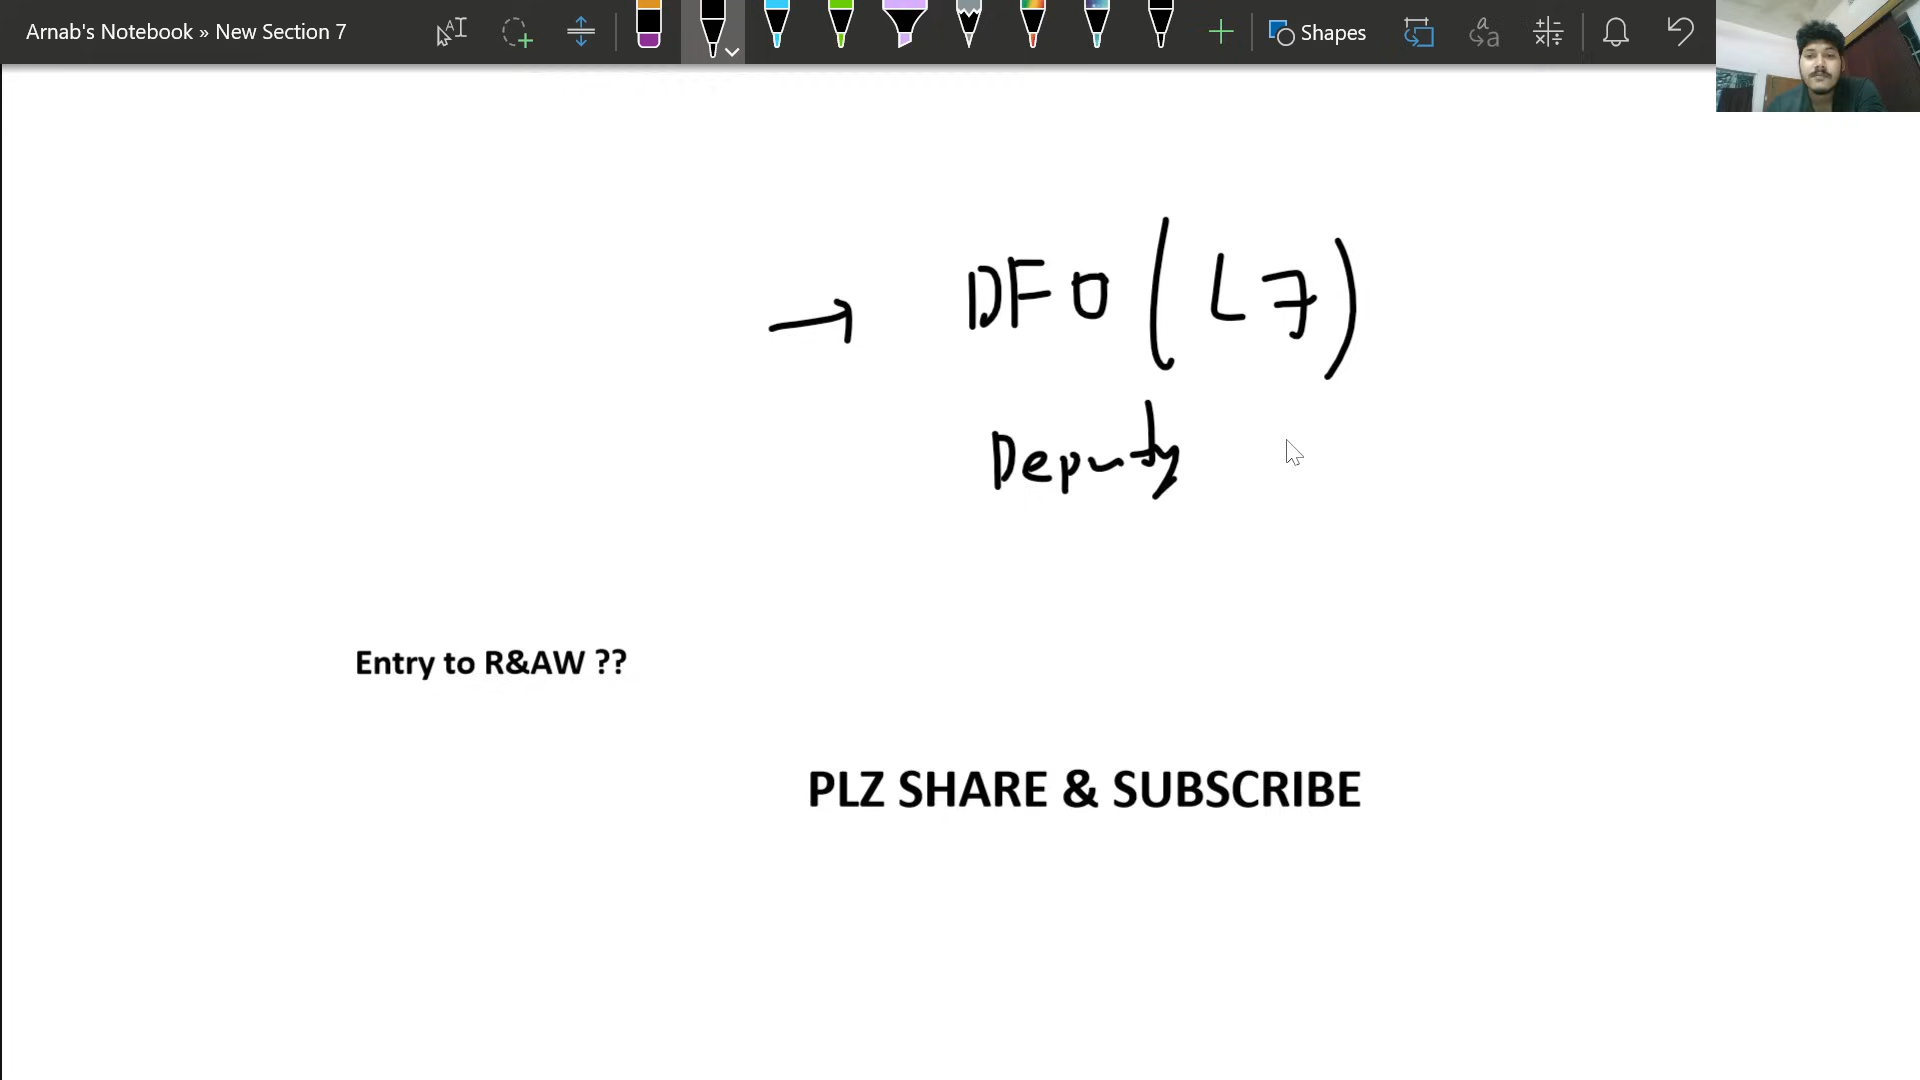 Arnab's Notebook » New Section 7
Shapes
→ DFO (L7)
Deputy
Entry to R&AW ??
PLZ SHARE & SUBSCRIBE